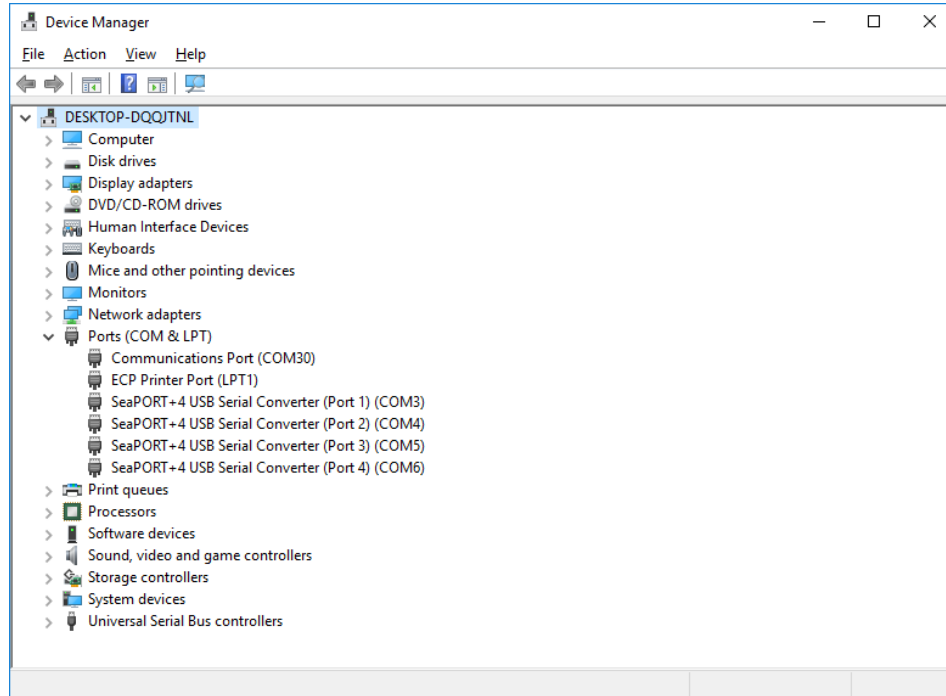 Device Manager
File Action View Help
DESKTOP-DQQJTNL
Computer
Disk drives
Display adapters
DVD/CD-ROM drives
Human Interface Devices
Keyboards
Mice and other pointing devices
Monitors
Network adapters
Ports (COM & LPT)
Communications Port (COM30)
ECP Printer Port (LPT1)
SeaPORT+4 USB Serial Converter (Port 1) (COM3)
SeaPORT+4 USB Serial Converter (Port 2) (COM4)
SeaPORT+4 USB Serial Converter (Port 3) (COM5)
SeaPORT+4 USB Serial Converter (Port 4) (COM6)
Print queues
Processors
Software devices
Sound, video and game controllers
Storage controllers
System devices
Universal Serial Bus controllers